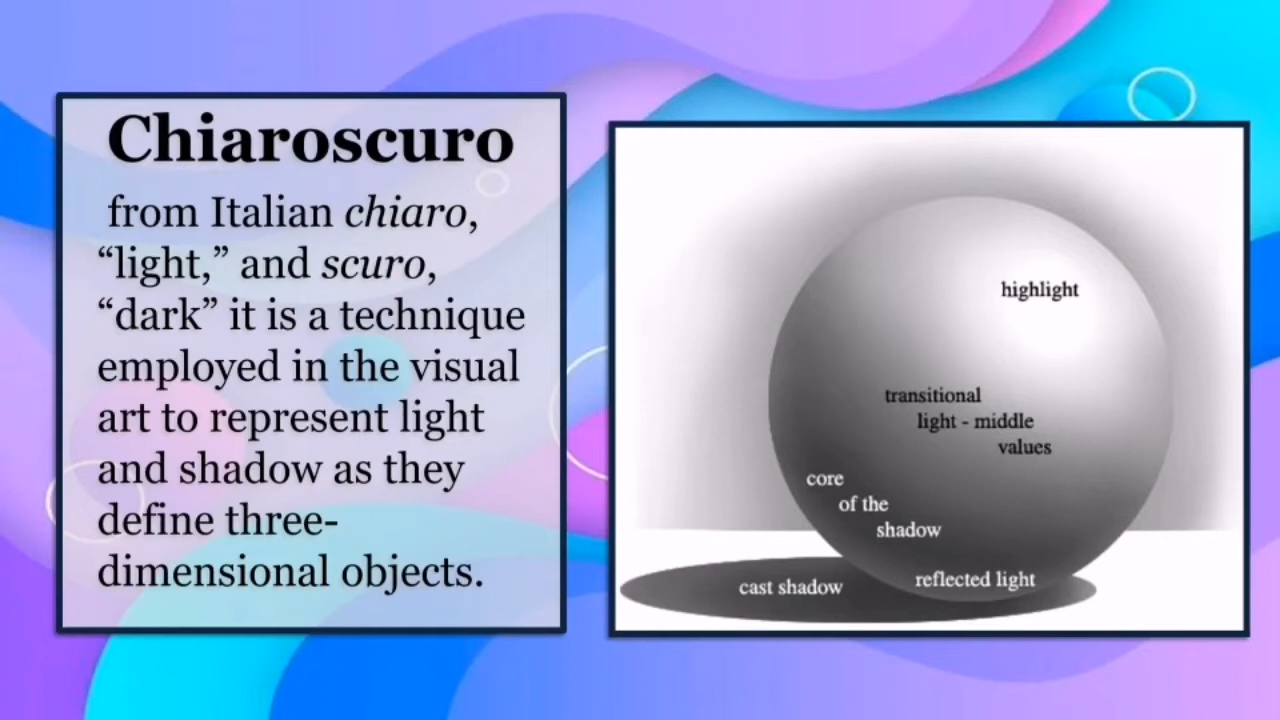 Chiaroscuro
from Italian chiaro,
“light,” and scuro,
“dark” it is a technique
employed in the visual
art to represent light
and shadow as they
define three-
dimensional objects.
highlight
transitional
light - middle
values
core
of the
shadow
cast shadow
reflected light